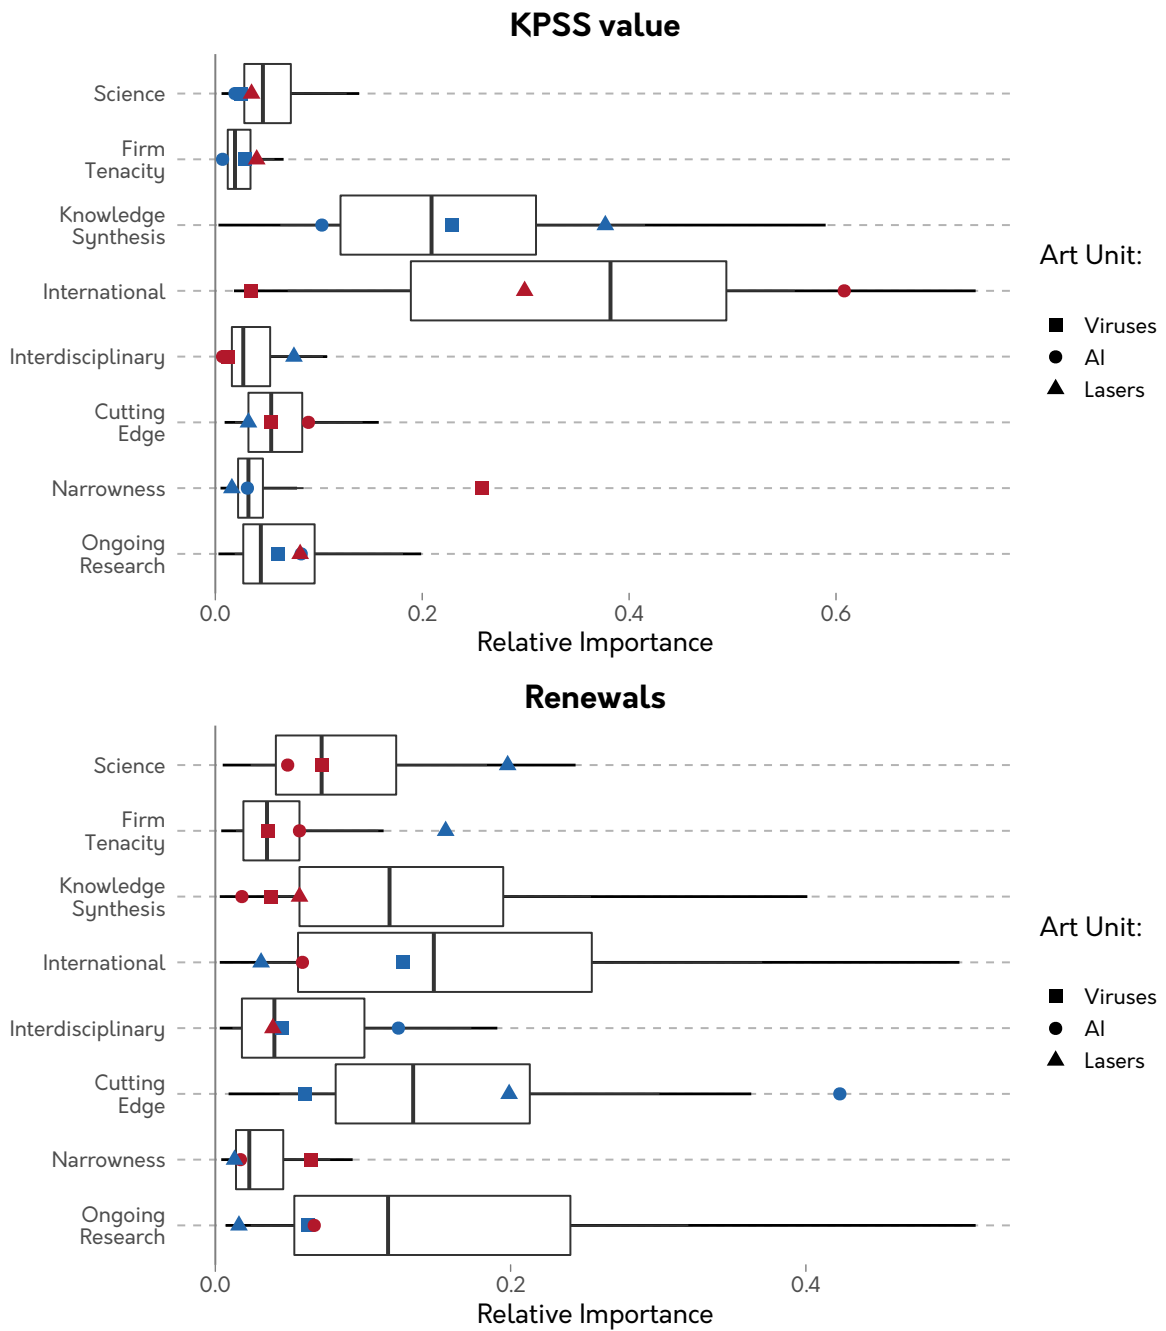 KPSS value
Science
Firm
Tenacity
Knowledge
Synthesis
International
Interdisciplinary
Cutting
Edge
Narrowness
Ongoing
Research
0.0
0.2
0.4
0.6
Relative Importance
Art Unit:
Viruses
AI
Lasers
Renewals
Science
Firm
Tenacity
Knowledge
Synthesis
International
Interdisciplinary
Cutting
Edge
Narrowness
Ongoing
Research
0.0
0.2
0.4
Relative Importance
Art Unit:
Viruses
AI
Lasers